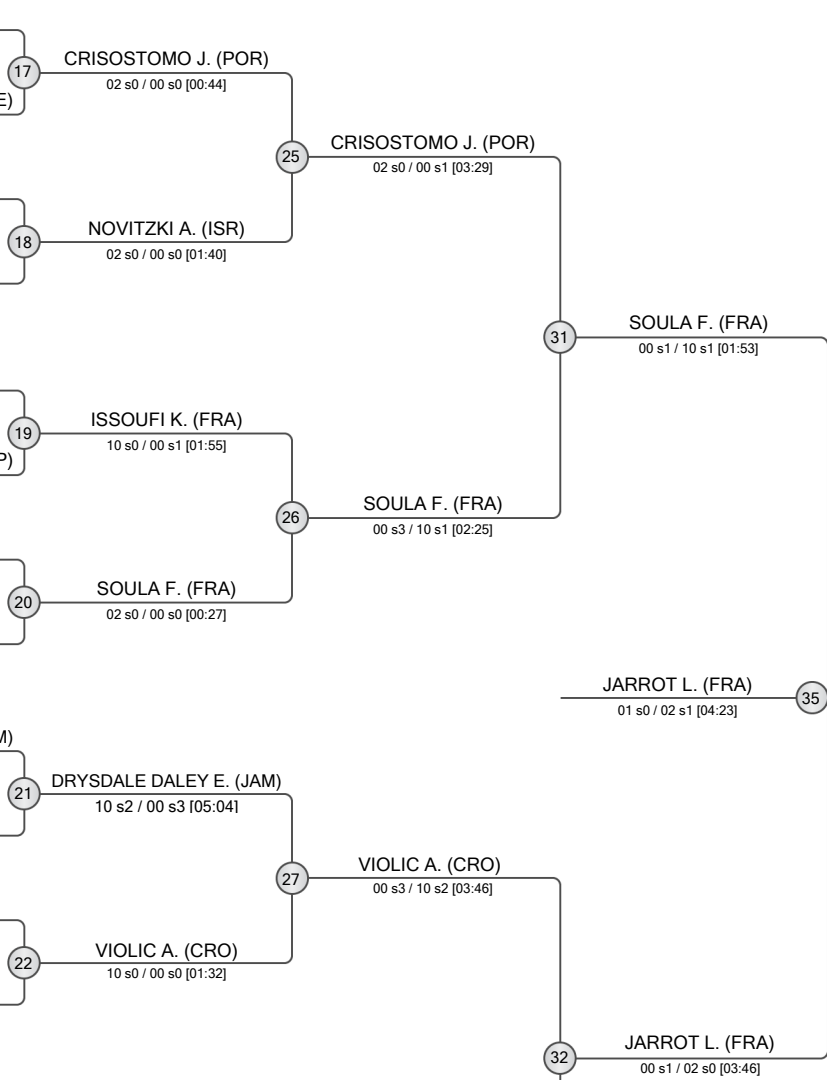 CRISOSTOMO J. (POR)
17
02 s0 / 00 s0 [00:44]
E)
CRISOSTOMO J. (POR)
25
02 s0 / 00 s1 [03:29]
NOVITZKI A. (ISR)
18
02 s0 / 00 s0 [01:40]
SOULA F. (FRA)
31
00 s1 / 10 s1 [01:53]
ISSOUFI K. (FRA)
19
10 s0 / 00 s1 [01:55]
P)
SOULA F. (FRA)
26
00 s3 / 10 s1 [02:25]
SOULA F. (FRA)
20
02 s0 / 00 s0 [00:27]
JARROT L. (FRA)
35
01 s0 / 02 s1 [04:23]
M)
DRYSDALE DALEY E. (JAM)
21
10 s2 / 00 s3 [05:04]
VIOLIC A. (CRO)
27
00 s3 / 10 s2 [03:46]
VIOLIC A. (CRO)
22
10 s0 / 00 s0 [01:32]
JARROT L. (FRA)
32
00 s1 / 02 s0 [03:46]